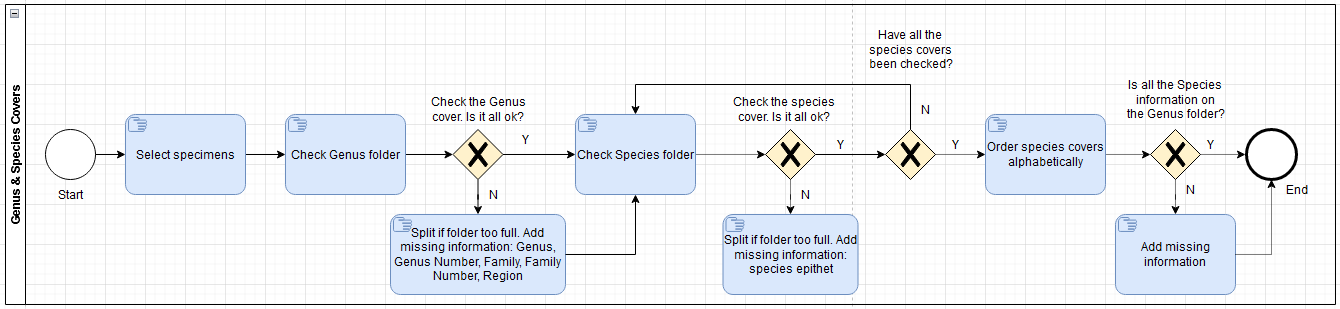 Genus & Species Covers
Start
Select specimens
Check Genus folder
Check the Genus
cover. Is it all ok?
Y
N
Split if folder too full. Add
missing information: Genus,
Genus Number, Family, Family
Number, Region
Check Species folder
Check the species
cover. Is it all ok?
Y
N
Split if folder too full. Add
missing information:
species epithet
Have all the
species covers
been checked?
N
Y
Order species covers
alphabetically
Is all the Species
information on
the Genus folder?
Y
N
Add missing
information
End